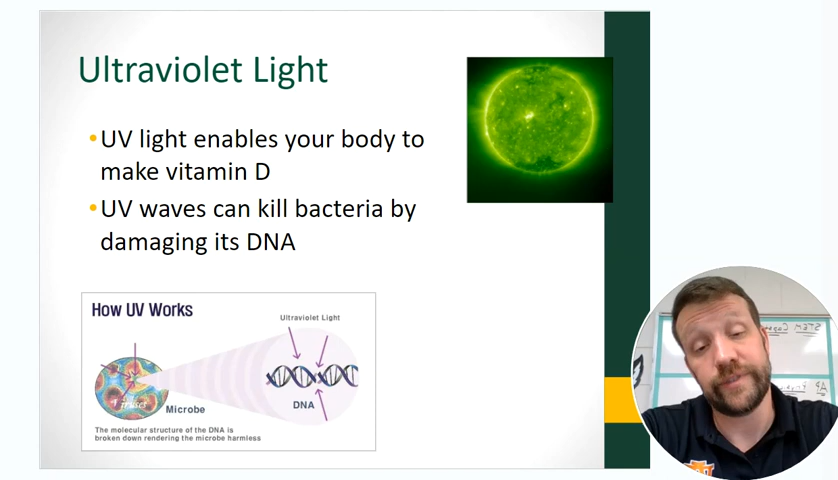 Ultraviolet Light
•UV light enables your body to
make vitamin D
•UV waves can kill bacteria by
damaging its DNA
How UV Works
Ultraviolet Light
Microbe
DNA
The molecular structure of the DNA is
broken down rendering the microbe harmless